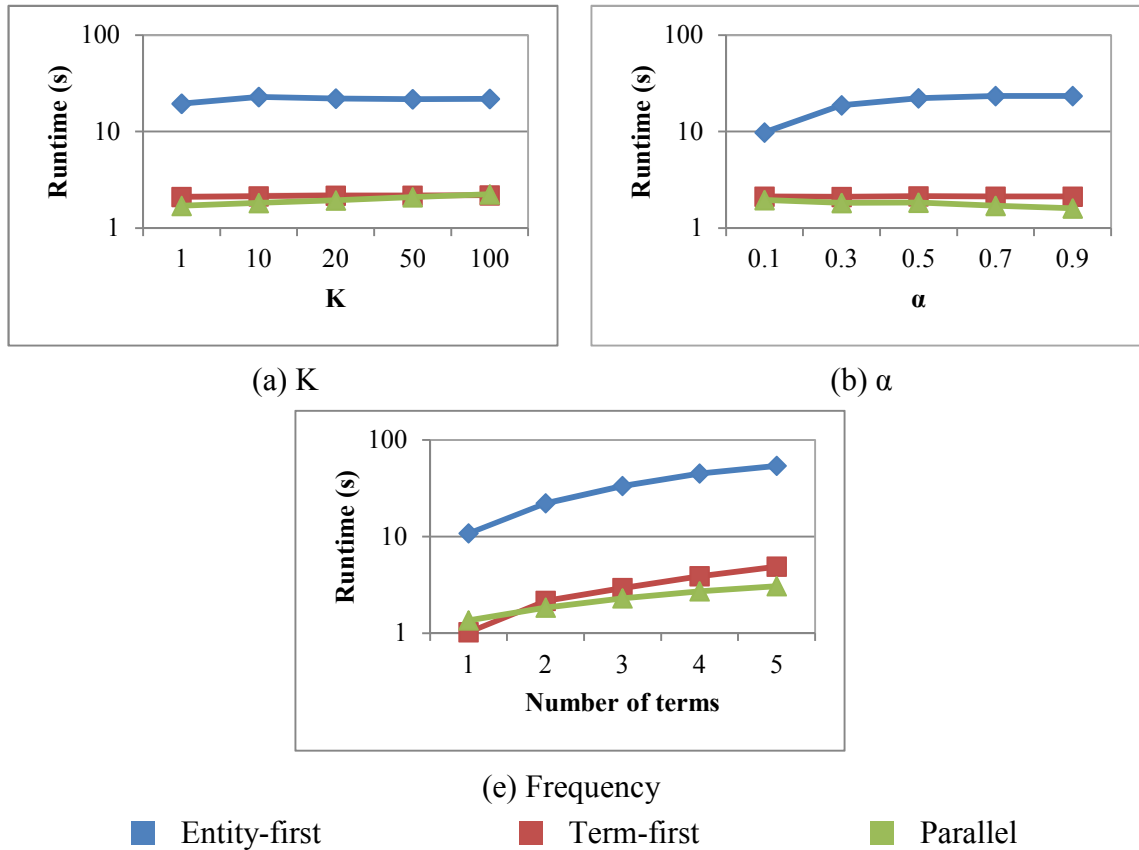 100
10
1
Runtime (s)
1 10 20 50 100
K
100
10
1
Runtime (s)
0.1 0.3 0.5 0.7 0.9
α
(a) K
(b) α
100
10
1
Runtime (s)
1 2 3 4 5
Number of terms
(e) Frequency
Entity-first Term-first Parallel